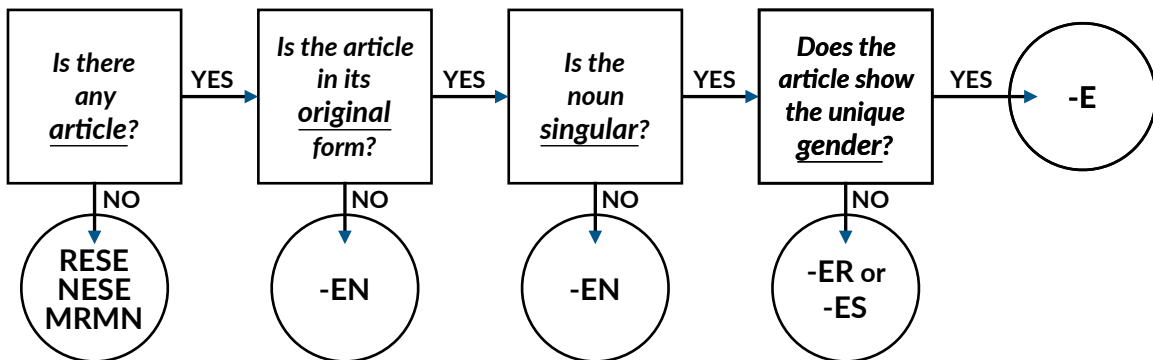 Is there
any
article?
YES
NO
RESE
NESE
MRMN
Is the article
in its
original
form?
YES
NO
-EN
Is the
noun
singular?
YES
NO
-EN
Does the
article show
the unique
gender?
YES
NO
-ER or
-ES
-E